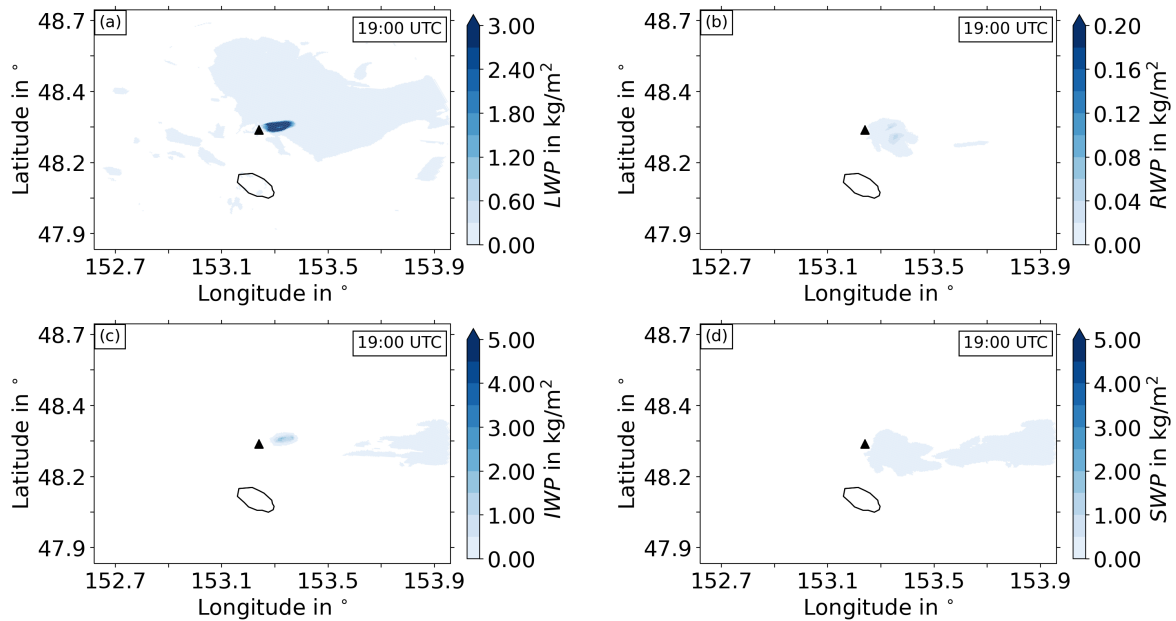 (a)
19:00 UTC
48.7
48.4
48.2
47.9
Latitude in °
152.7 153.1 153.5 153.9
Longitude in °
3.00
2.40
1.80
1.20
0.60
0.00
LWP in kg/m²
(b)
19:00 UTC
48.7
48.4
48.2
47.9
Latitude in °
152.7 153.1 153.5 153.9
Longitude in °
0.20
0.16
0.12
0.08
0.04
0.00
RWP in kg/m²
(c)
19:00 UTC
48.7
48.4
48.2
47.9
Latitude in °
152.7 153.1 153.5 153.9
Longitude in °
5.00
4.00
3.00
2.00
1.00
0.00
IWP in kg/m²
(d)
19:00 UTC
48.7
48.4
48.2
47.9
Latitude in °
152.7 153.1 153.5 153.9
Longitude in °
5.00
4.00
3.00
2.00
1.00
0.00
SWP in kg/m²